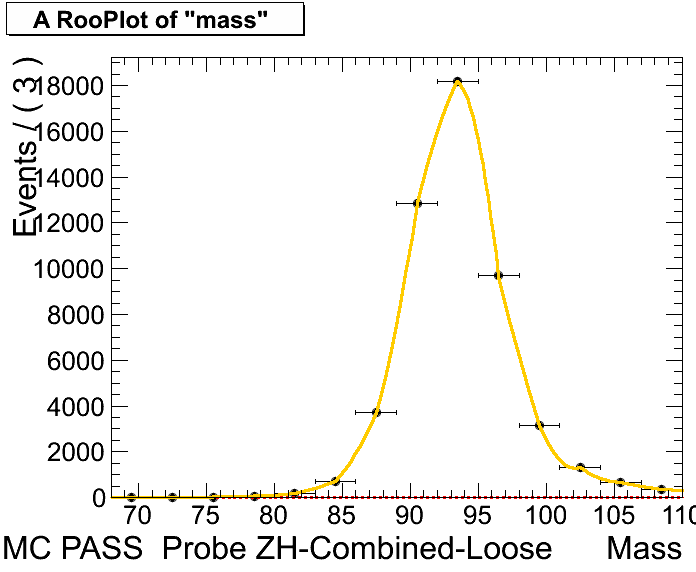 A RooPlot of "mass"
Events / ( 3 )
18000
16000
14000
12000
10000
8000
6000
4000
2000
0
70 75 80 85 90 95 100 105 110
MC PASS Probe ZH-Combined-Loose Mass